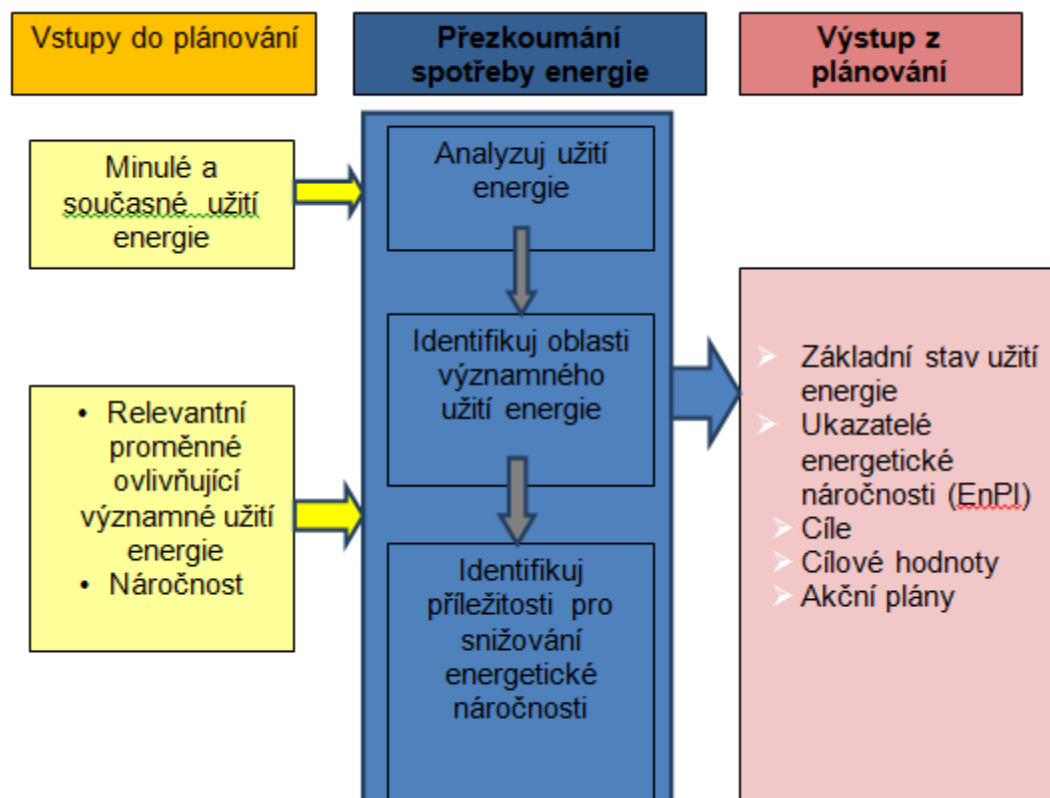 Vstupy do plánování
Přezkoumání
spotřeby energie
Výstup z
plánování
Minulé a
současné užití
energie
• Relevantní
proměnné
ovlivňující
významné užití
energie
• Náročnost
Analyzuj užití
energie
Identifikuj oblasti
významného
užití energie
Identifikuj
příležitosti pro
snižování
energetické
náročnosti
Základní stav užití
energie
Ukazatelé
energetické
náročnosti (EnPI)
Cíle
Cílové hodnoty
Akční plány